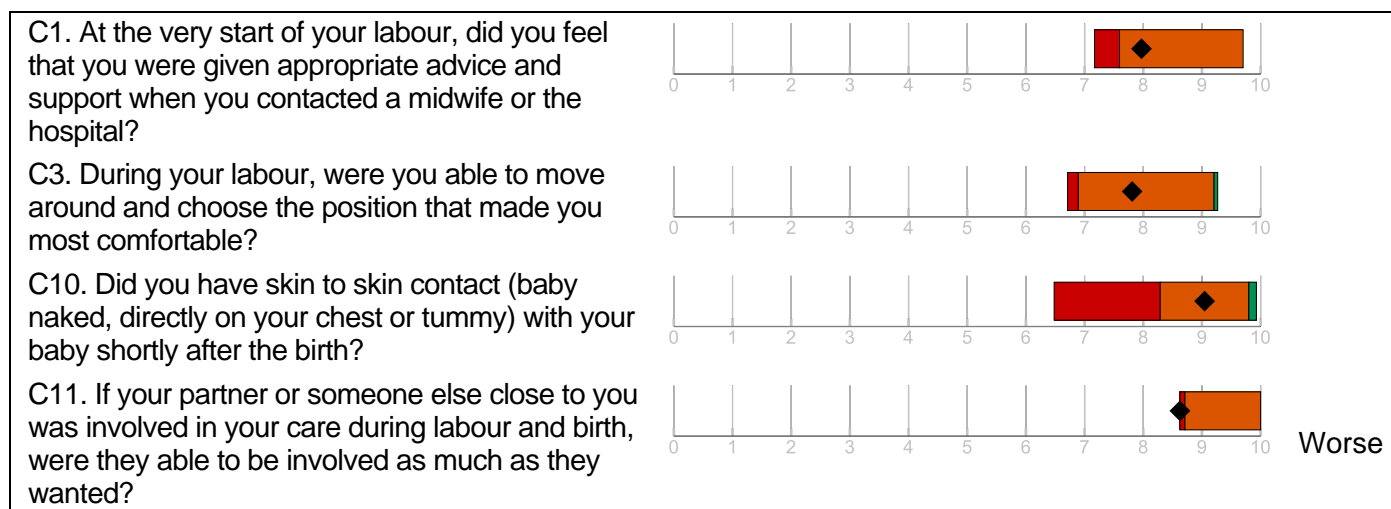 C1. At the very start of your labour, did you feel
that you were given appropriate advice and
support when you contacted a midwife or the
hospital?
0 1 2 3 4 5 6 7 8 9 10
C3. During your labour, were you able to move
around and choose the position that made you
most comfortable?
0 1 2 3 4 5 6 7 8 9 10
C10. Did you have skin to skin contact (baby
naked, directly on your chest or tummy) with your
baby shortly after the birth?
0 1 2 3 4 5 6 7 8 9 10
C11. If your partner or someone else close to you
was involved in your care during labour and birth,
were they able to be involved as much as they
wanted?
0 1 2 3 4 5 6 7 8 9 10
Worse